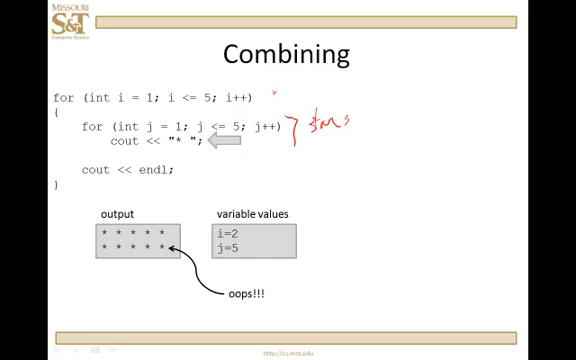 MISSOURI
S&T
Computer Science
Combining
for (int i = 1; i <= 5; i++)
{
for (int j = 1; j <= 5; j++)
cout << "* ";
stars
cout << endl;
}
output
variable values
* * * * *
* * * * *
i=2
j=5
oops!!!
http://cs.mst.edu